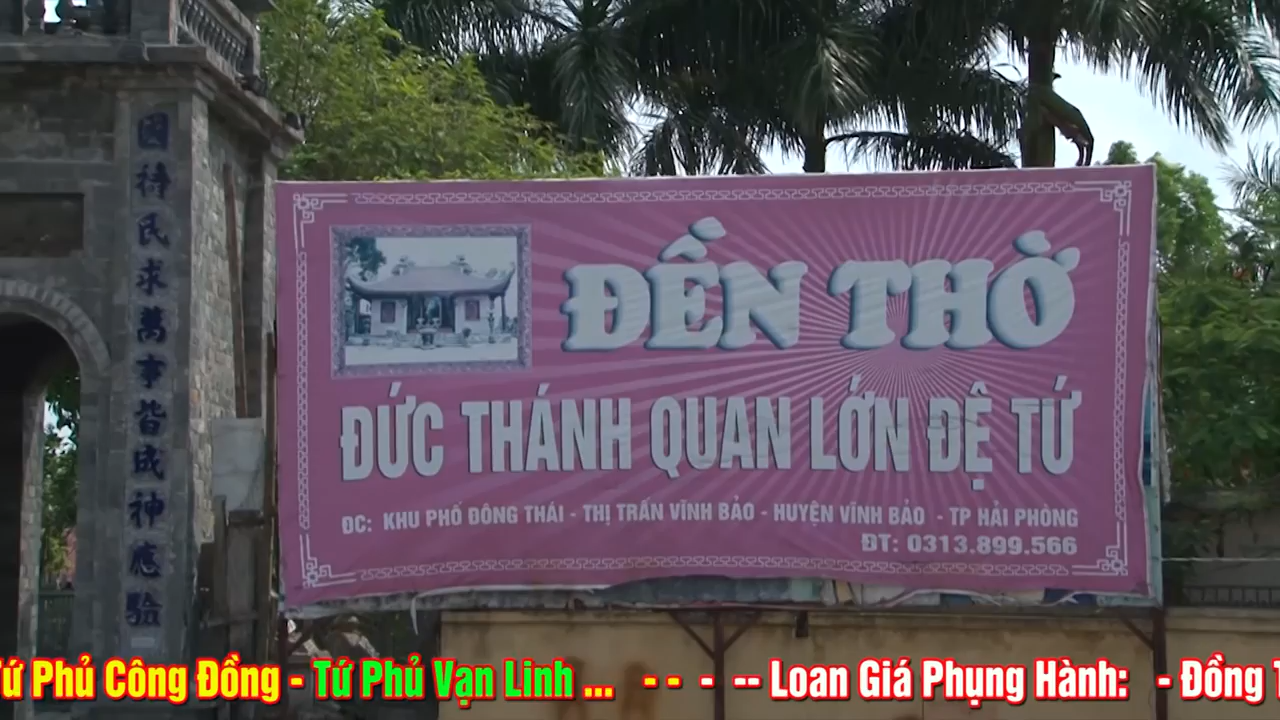 國禱民求萬事皆成神應驗
ĐỀN THỜ
ĐỨC THÁNH QUAN LỚN ĐỆ TỨ
ĐC: KHU PHỐ ĐÔNG THÁI - THỊ TRẤN VĨNH BẢO - HUYỆN VĨNH BẢO - TP HẢI PHÒNG
ĐT: 0313.899.566
Tứ Phủ Công Đồng - Tứ Phủ Vạn Linh ... - - - -- Loan Giá Phụng Hành: - Đồng